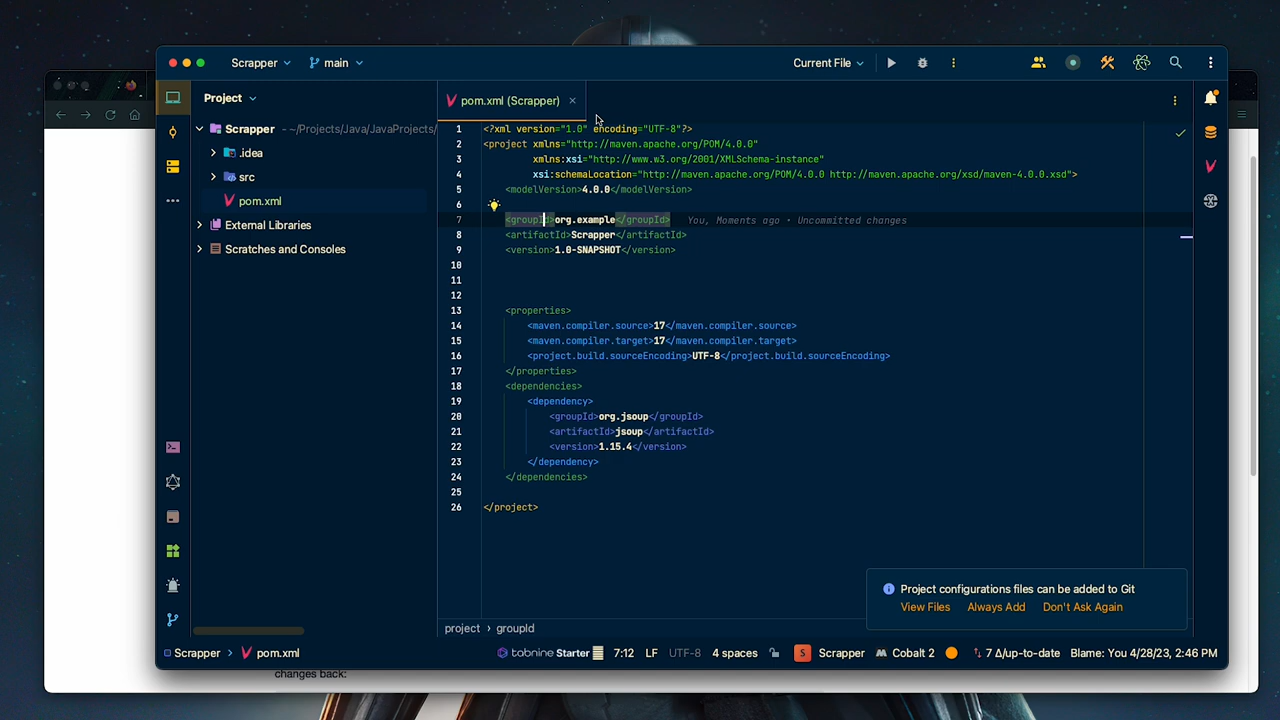 Scrapper
main
Current File
Project
pom.xml (Scrapper)
Scrapper ~~/Projects/Java/JavaProjects/
.idea
src
pom.xml
External Libraries
Scratches and Consoles
1 <?xml version="1.0" encoding="UTF-8"?>
2 <project xmlns="http://maven.apache.org/POM/4.0.0"
3 xmlns:xsi="http://www.w3.org/2001/XMLSchema-instance"
4 xsi:schemaLocation="http://maven.apache.org/POM/4.0.0 http://maven.apache.org/xsd/maven-4.0.0.xsd">
5 <modelVersion>4.0.0</modelVersion>
6
7 <groupId>org.example</groupId> You, Moments ago • Uncommitted changes
8 <artifactId>Scrapper</artifactId>
9 <version>1.0-SNAPSHOT</version>
10
11
12
13 <properties>
14 <maven.compiler.source>17</maven.compiler.source>
15 <maven.compiler.target>17</maven.compiler.target>
16 <project.build.sourceEncoding>UTF-8</project.build.sourceEncoding>
17 </properties>
18 <dependencies>
19 <dependency>
20 <groupId>org.jsoup</groupId>
21 <artifactId>jsoup</artifactId>
22 <version>1.15.4</version>
23 </dependency>
24 </dependencies>
25
26 </project>
Project configurations files can be added to Git
View Files Always Add Don't Ask Again
project › groupId
Scrapper › pom.xml
tabnine Starter 7:12 LF UTF-8 4 spaces S Scrapper Cobalt 2 7 Δ/up-to-date Blame: You 4/28/23, 2:46 PM
changes back: